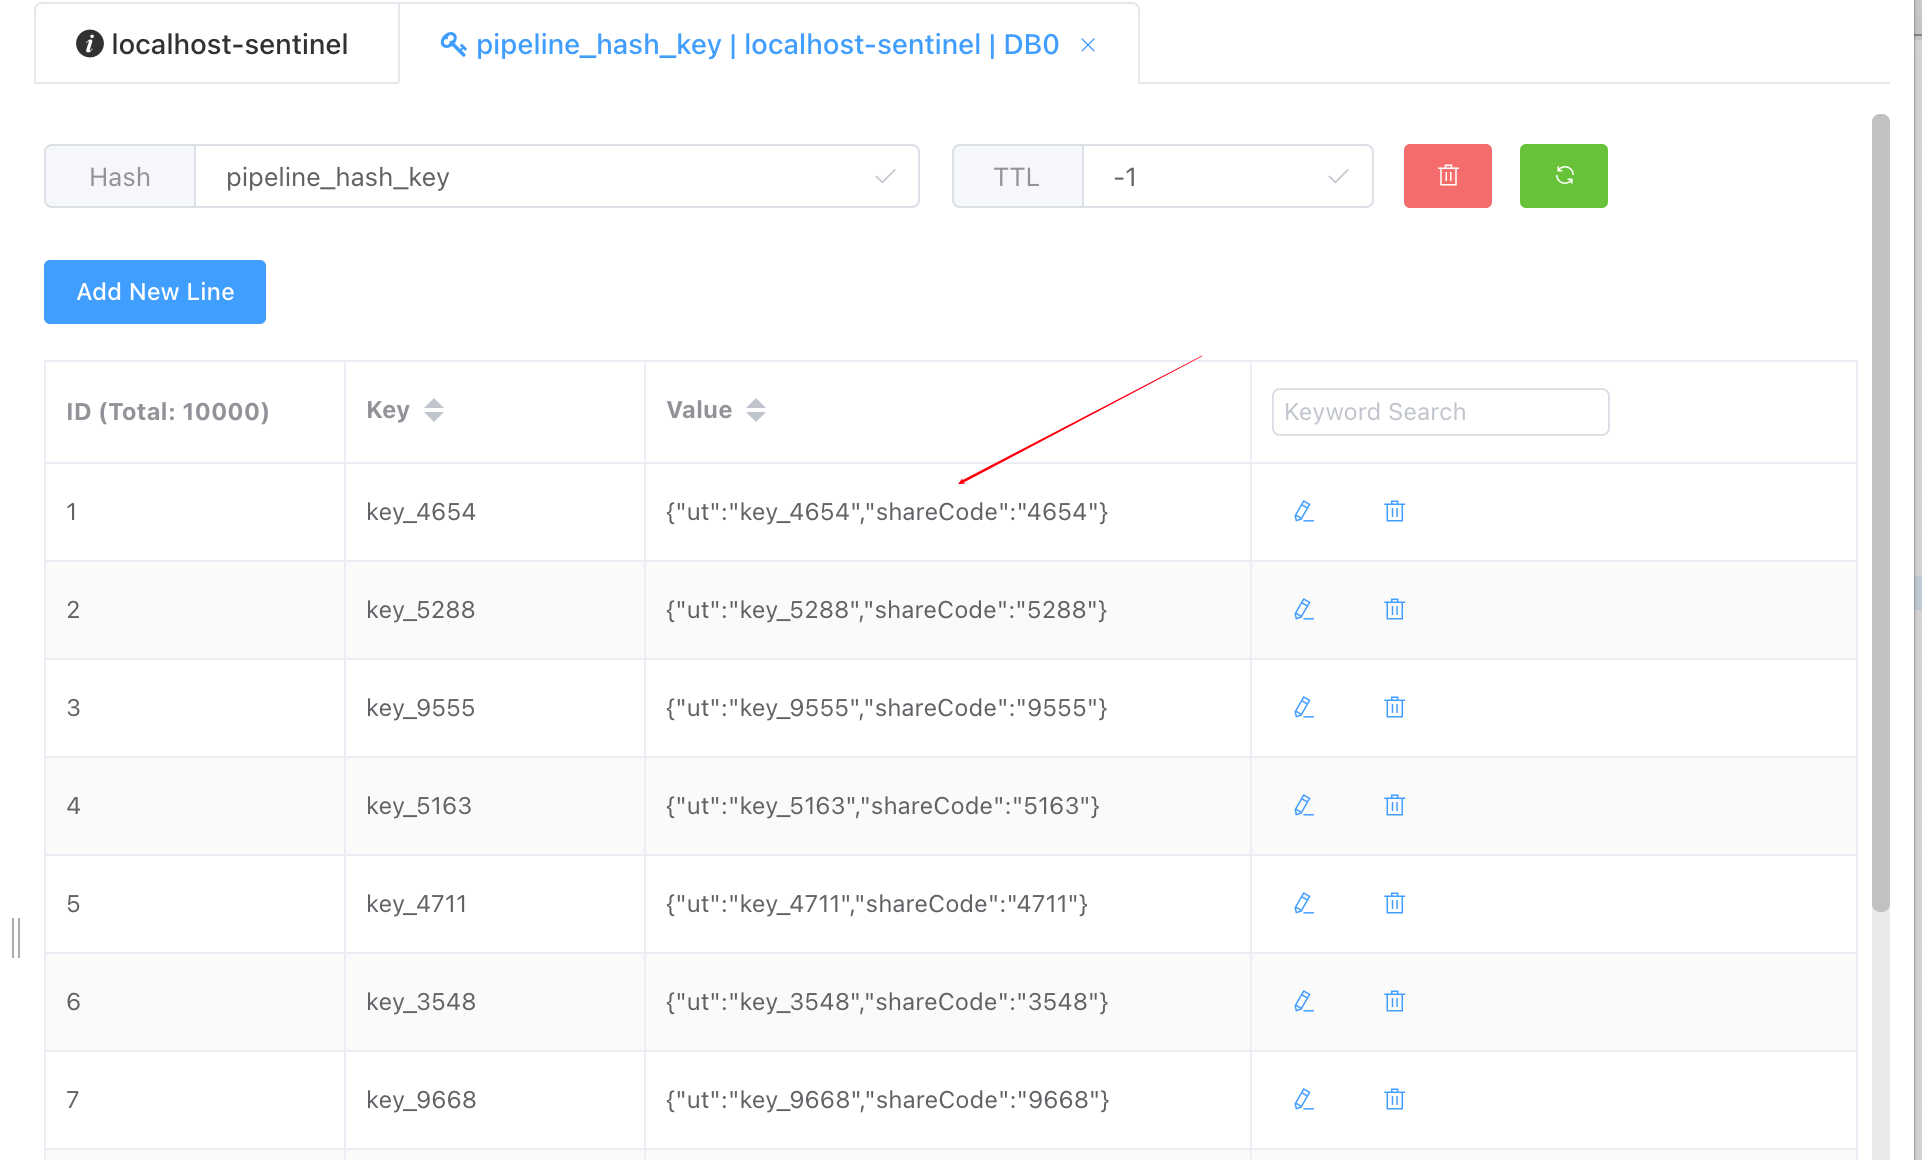 localhost-sentinel
pipeline_hash_key | localhost-sentinel | DB0
Hash
pipeline_hash_key
TTL
-1
Add New Line
ID (Total: 10000) Key Value Keyword Search
1 key_4654 {"ut":"key_4654","shareCode":"4654"}
2 key_5288 {"ut":"key_5288","shareCode":"5288"}
3 key_9555 {"ut":"key_9555","shareCode":"9555"}
4 key_5163 {"ut":"key_5163","shareCode":"5163"}
5 key_4711 {"ut":"key_4711","shareCode":"4711"}
6 key_3548 {"ut":"key_3548","shareCode":"3548"}
7 key_9668 {"ut":"key_9668","shareCode":"9668"}